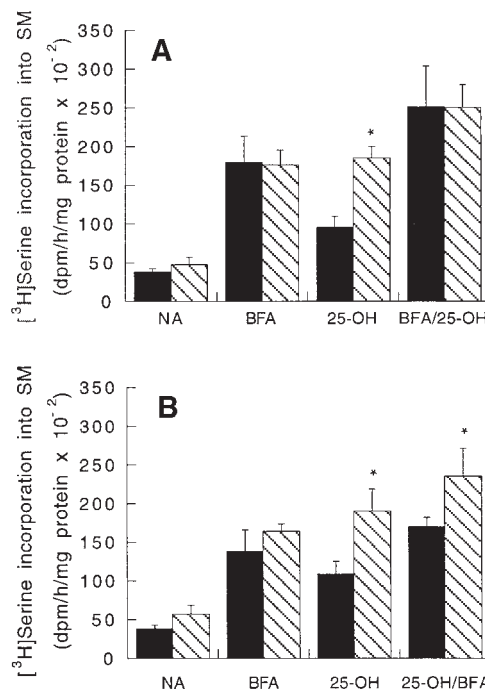 [³H]Serine incorporation into SM
(dpm/h/mg protein x 10⁻²)
A
350
300
250
200
150
100
50
0
*
NA BFA 25-OH BFA/25-OH
[³H]Serine incorporation into SM
(dpm/h/mg protein x 10⁻²)
B
350
300
250
200
150
100
50
0
* *
NA BFA 25-OH 25-OH/BFA